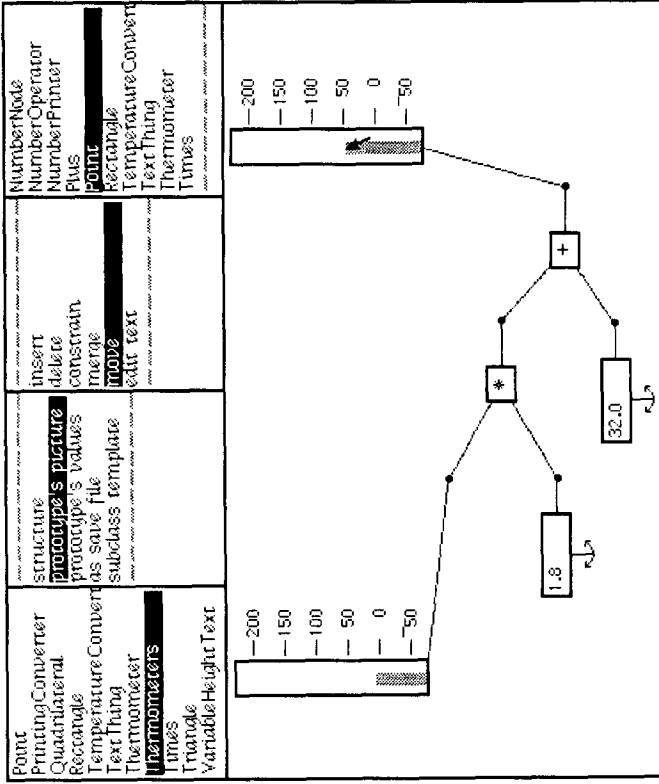 Point
PrintingConverter
Quadrilateral
Rectangle
TemperatureConvert
TextThing
Thermometer
Thermometers
Times
Triangle
VariableHeightText
structure
prototype's picture
prototype's values
as save file
subclass template
insert
delete
constrain
merge
move
edit text
NumberNode
NumberOperator
NumberPrinter
Plus
Point
Rectangle
TemperatureConvert
TextThing
Thermometer
Times
200
150
100
50
0
¯50
200
150
100
50
0
¯50
*
+
1.8
32.0